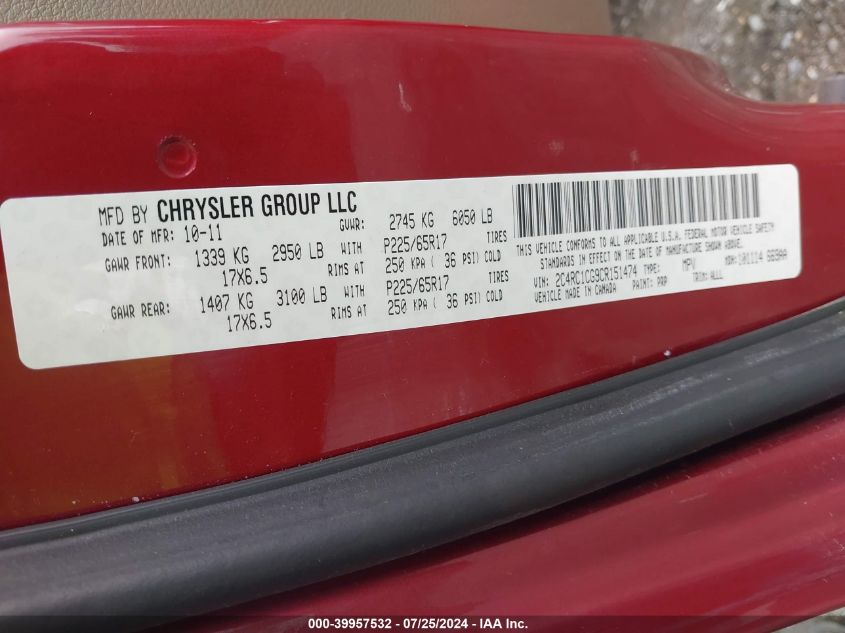 MFD BY CHRYSLER GROUP LLC
DATE OF MFR: 10-11 GVWR: 2745 KG 6050 LB
GAWR FRONT: 1339 KG 2950 LB WITH P225/65R17 TIRES
17X6.5 RIMS AT 250 KPA ( 36 PSI) COLD
GAWR REAR: 1407 KG 3100 LB WITH P225/65R17 TIRES
17X6.5 RIMS AT 250 KPA ( 36 PSI) COLD
THIS VEHICLE CONFORMS TO ALL APPLICABLE U.S.A. FEDERAL MOTOR VEHICLE SAFETY
STANDARDS IN EFFECT ON THE DATE OF MANUFACTURE SHOWN ABOVE.
VIN: 2C4RC1CG9CR151474 TYPE: MPV MDH: 101114 669AA
VEHICLE MADE IN CANADA PAINT: PRP TRIM: ALLL
000-39957532 / 07/25/2024 - IAA Inc.